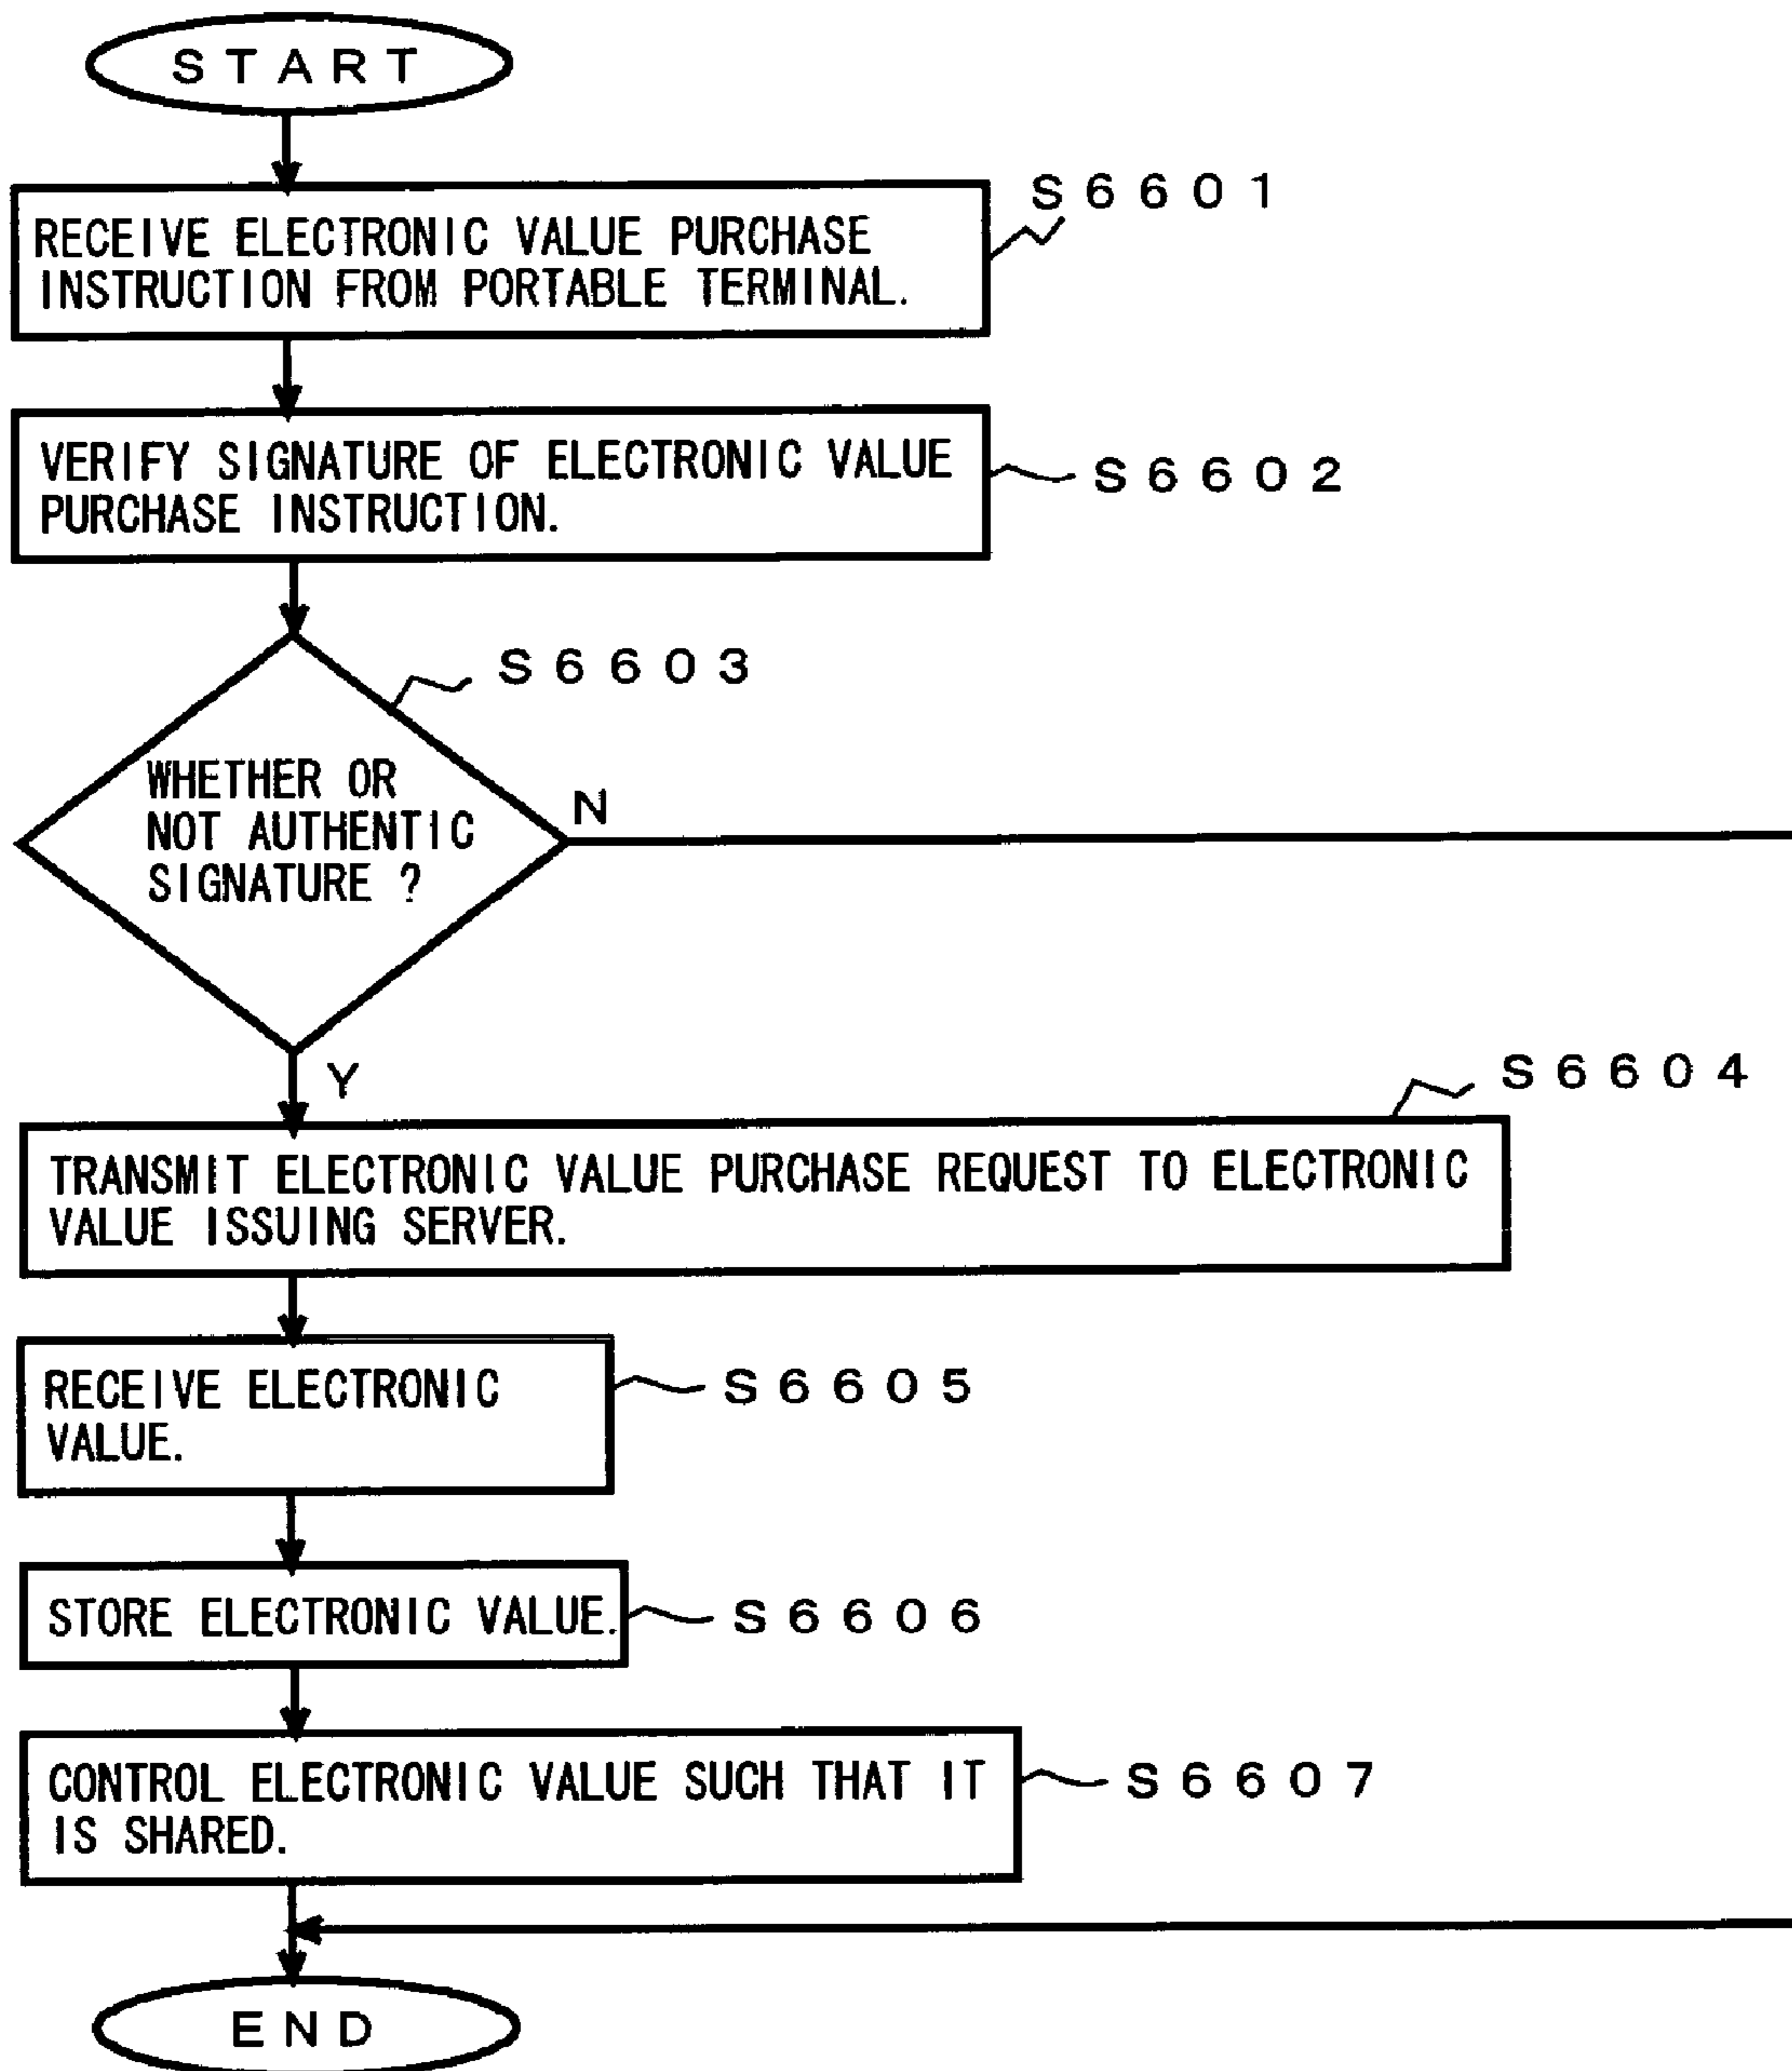 START
S6601
RECEIVE ELECTRONIC VALUE PURCHASE
INSTRUCTION FROM PORTABLE TERMINAL.
VERIFY SIGNATURE OF ELECTRONIC VALUE
PURCHASE INSTRUCTION.
S6602
S6603
WHETHER OR
NOT AUTHENTIC
SIGNATURE ?
N
Y
S6604
TRANSMIT ELECTRONIC VALUE PURCHASE REQUEST TO ELECTRONIC
VALUE ISSUING SERVER.
RECEIVE ELECTRONIC
VALUE.
S6605
STORE ELECTRONIC VALUE.
S6606
CONTROL ELECTRONIC VALUE SUCH THAT IT
IS SHARED.
S6607
END